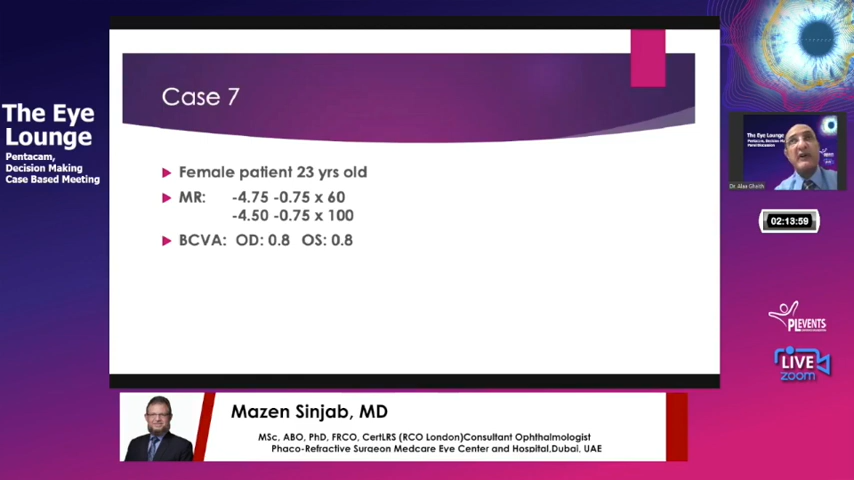 The Eye
Lounge
Pentacam,
Decision Making
Case Based Meeting
Case 7
Female patient 23 yrs old
MR: -4.75 -0.75 x 60
-4.50 -0.75 x 100
BCVA: OD: 0.8 OS: 0.8
The Eye Lounge
Dr. Alaa Ghaith
02:13:59
PLEVENTS
LIVE
zoom
Mazen Sinjab, MD
MSc, ABO, PhD, FRCO, CertLRS (RCO London)Consultant Ophthalmologist
Phaco-Refractive Surgeon Medcare Eye Center and Hospital,Dubai, UAE